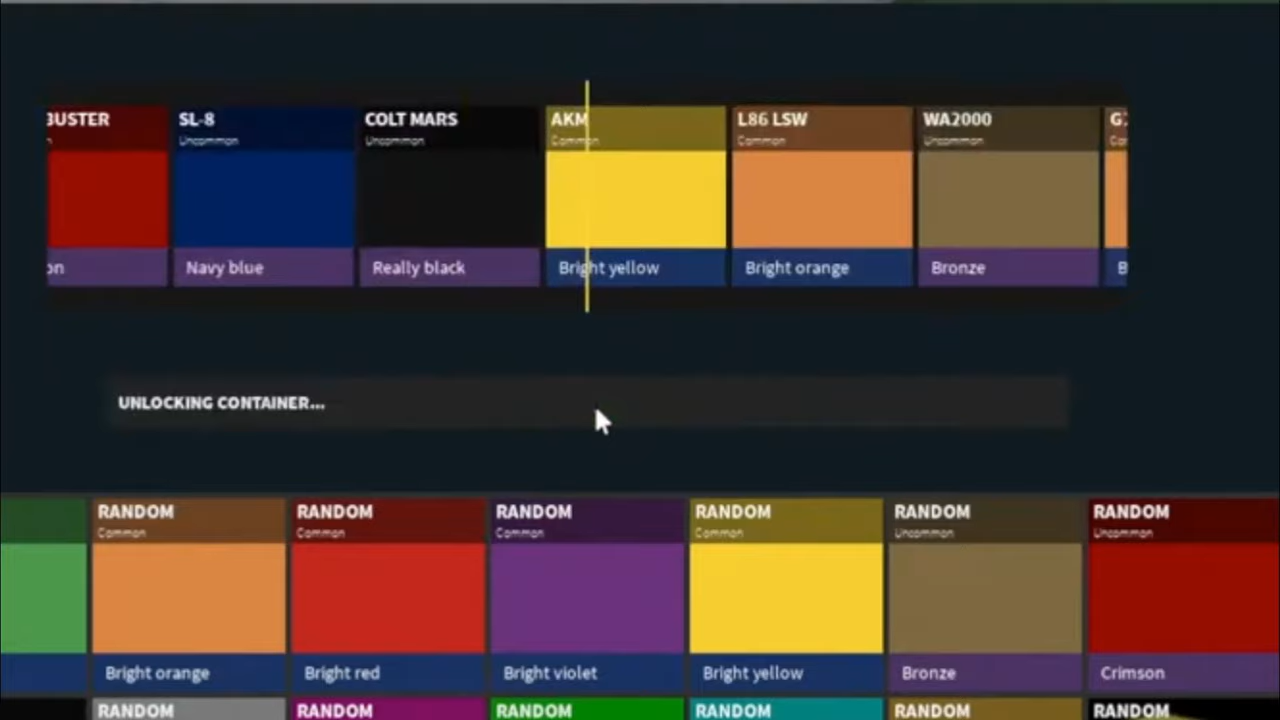 BUSTER SL-8 COLT MARS AKM L86 LSW WA2000
Uncommon Uncommon Common Common Uncommon
on Navy blue Really black Bright yellow Bright orange Bronze B
UNLOCKING CONTAINER...
RANDOM RANDOM RANDOM RANDOM RANDOM RANDOM
Common Common Common Common Uncommon Uncommon
Bright orange Bright red Bright violet Bright yellow Bronze Crimson
RANDOM RANDOM RANDOM RANDOM RANDOM RANDOM